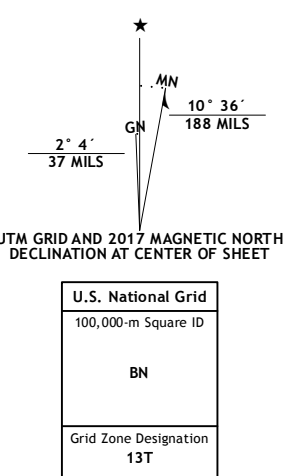 ★
MN
10° 36´
188 MILS
GN
2° 4´
37 MILS
UTM GRID AND 2017 MAGNETIC NORTH
DECLINATION AT CENTER OF SHEET
U.S. National Grid
100,000-m Square ID
BN
Grid Zone Designation
13T